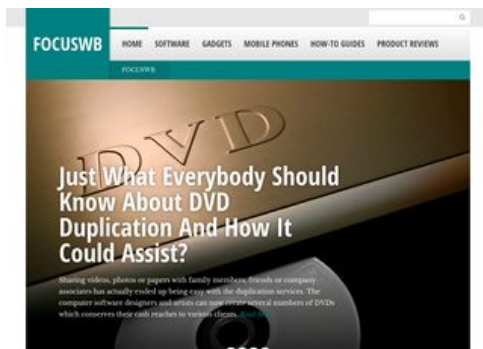 FOCUSWB
HOME SOFTWARE GADGETS MOBILE PHONES HOW-TO GUIDES PRODUCT REVIEWS
FOCUSWB
DVD
Just What Everybody Should
Know About DVD
Duplication And How It
Could Assist?
Sharing videos, photos or papers with family members, friends or company
associates has actually ended up being easy with the duplication services. The
computer software designers and artists can now create several numbers of DVDs
which conserves their cash reaches to various clients. Read More